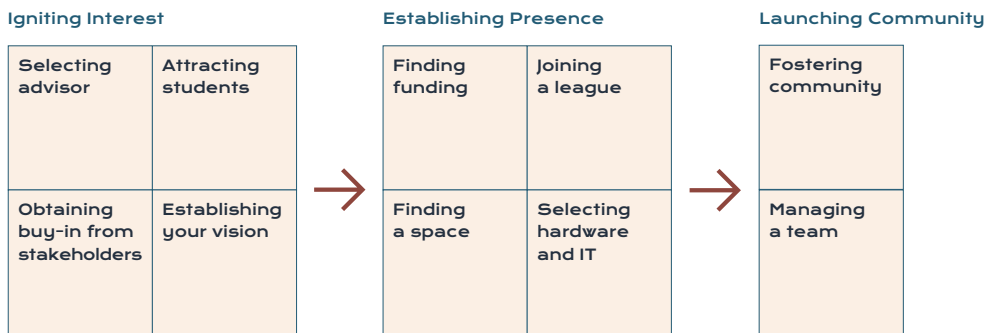 Igniting Interest
Selecting
advisor
Attracting
students
Obtaining
buy-in from
stakeholders
Establishing
your vision
Establishing Presence
Finding
funding
Joining
a league
Finding
a space
Selecting
hardware
and IT
Launching Community
Fostering
community
Managing
a team